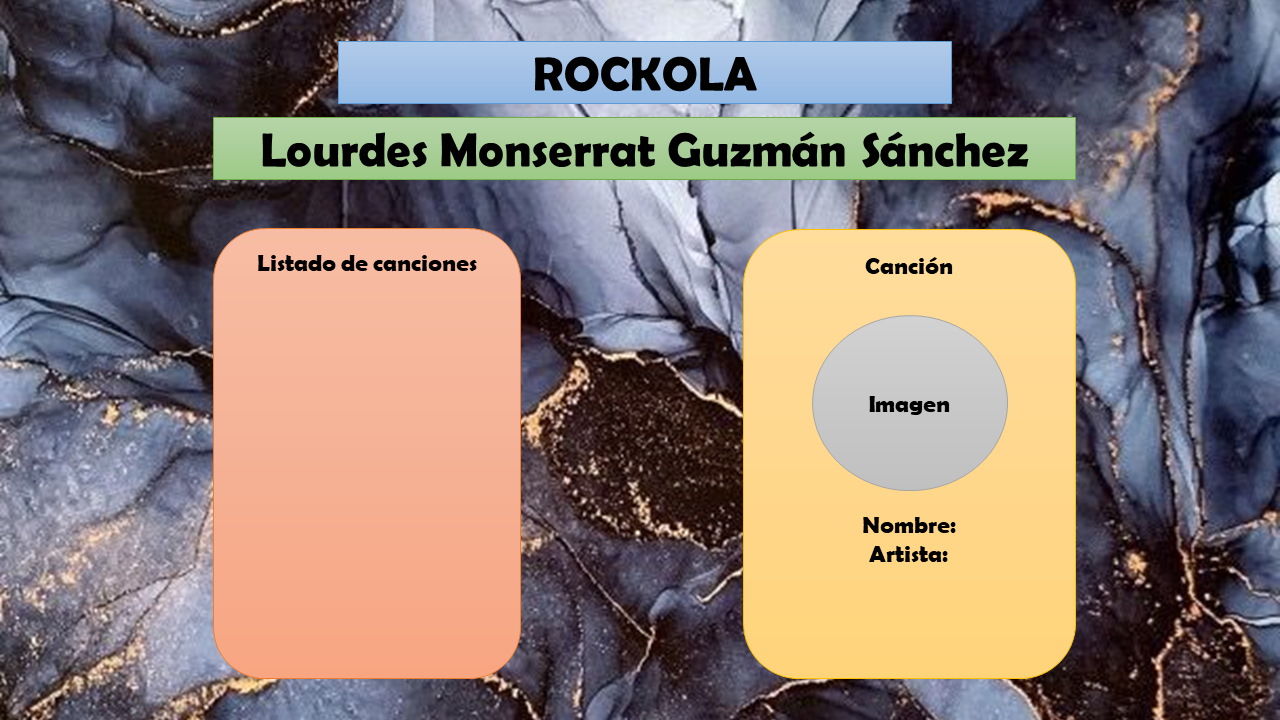 ROCKOLA
Lourdes Monserrat Guzmán Sánchez
Listado de canciones
Canción
Imagen
Nombre:
Artista: